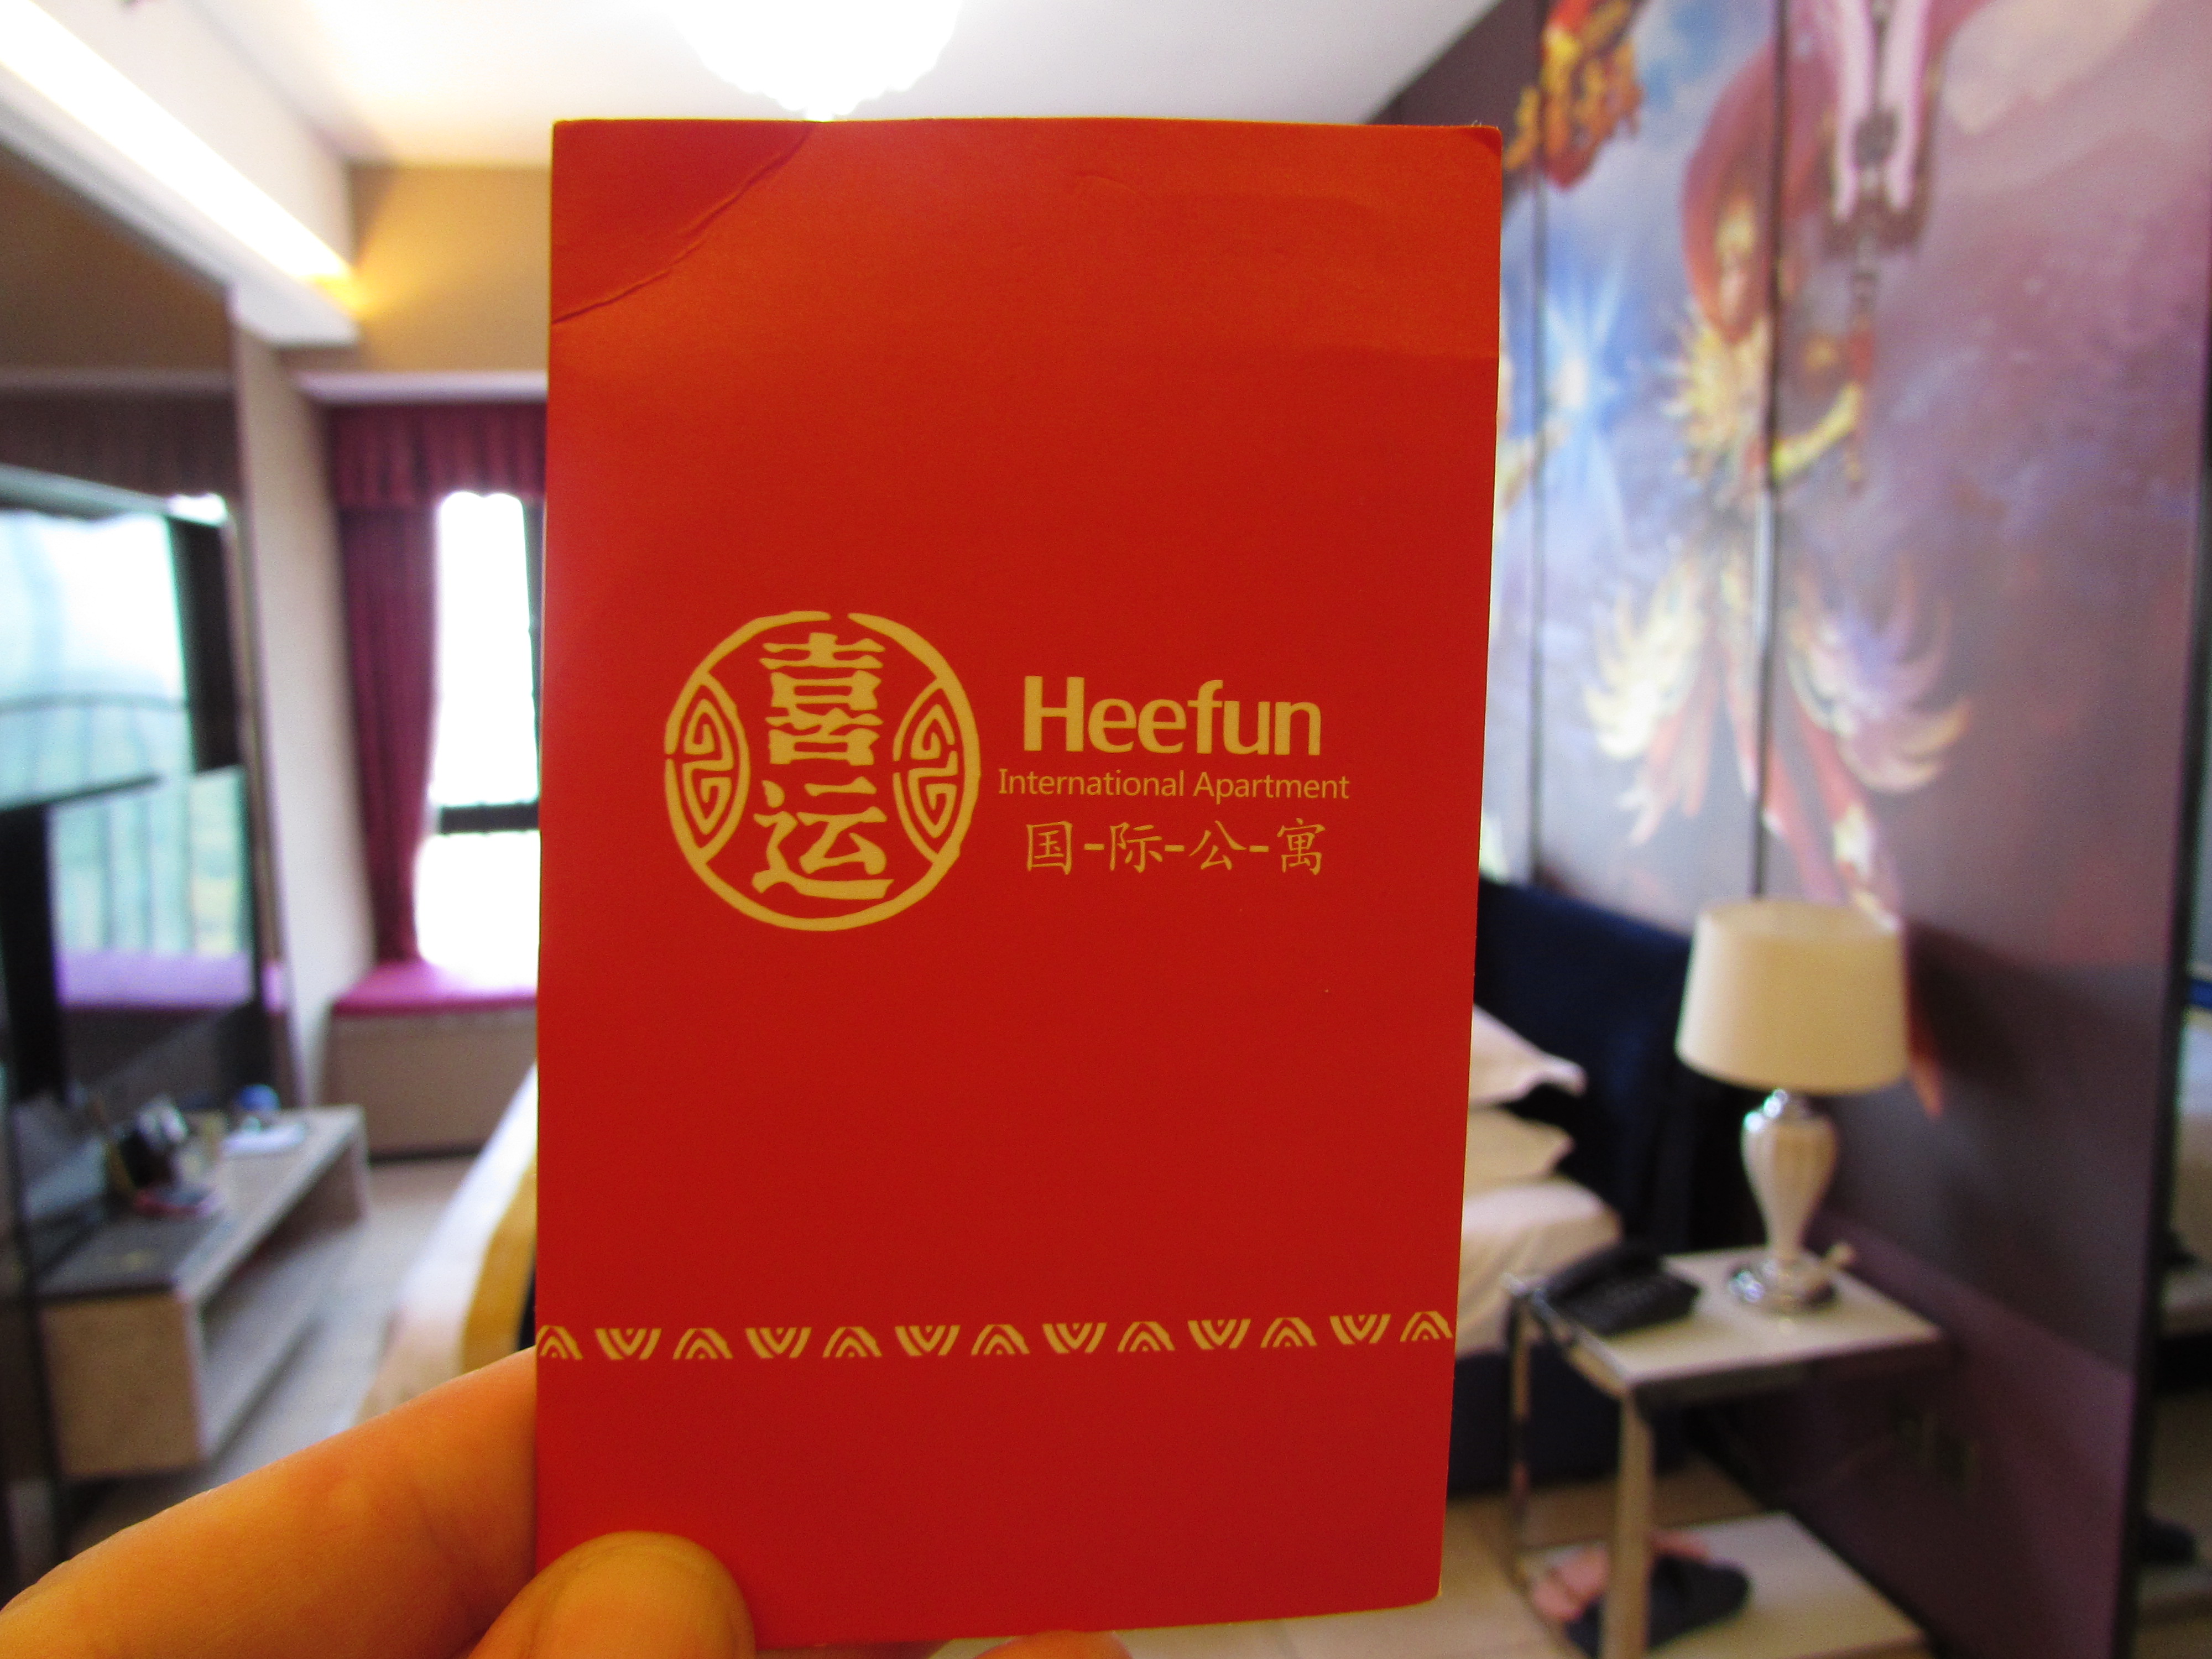 喜运
Heefun
International Apartment
国-际-公-寓